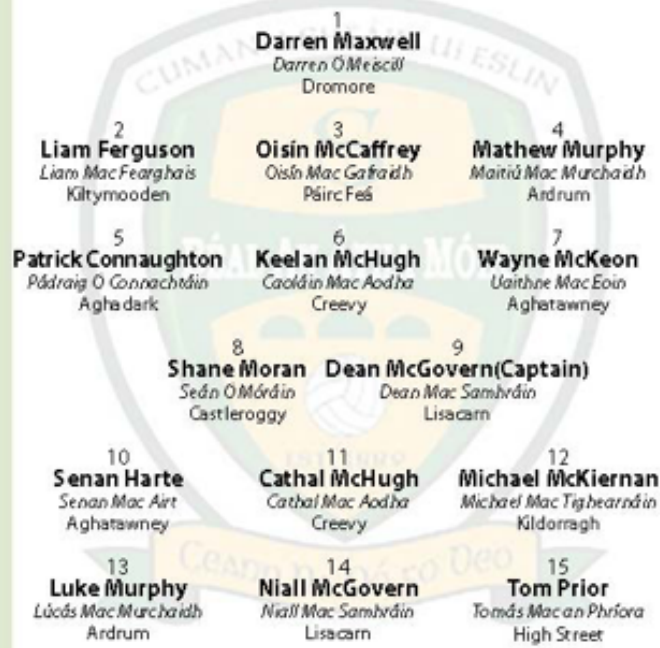 1
Darren Maxwell
Darren Ó Meiscill
Dromore
2 3 4
Liam Ferguson Oisín McCaffrey Mathew Murphy
Liam Mac Fearghais Oisín Mac Gafraidh Maitiú Mac Murchaidh
Kiltymooden Páirc Feá Ardrum
5 6 7
Patrick Connaughton Keelan McHugh Wayne McKeon
Pádraig O Connachtáin Caoláin Mac Aodha Uaithne Mac Eoin
Aghadark Creevy Aghatawney
8 9
Shane Moran Dean McGovern(Captain)
Seán O Móráin Dean Mac Samhráin
Castleroggy Lisacarn
10 11 12
Senan Harte Cathal McHugh Michael McKiernan
Senan Mac Airt Cathal Mac Aodha Michael Mac Tighearnáin
Aghatawney Creevy Kildorragh
13 14 15
Luke Murphy Niall McGovern Tom Prior
Lúcás Mac Murchaidh Niall Mac Samhráin Tomás Mac an Phríora
Ardrum Lisacarn High Street